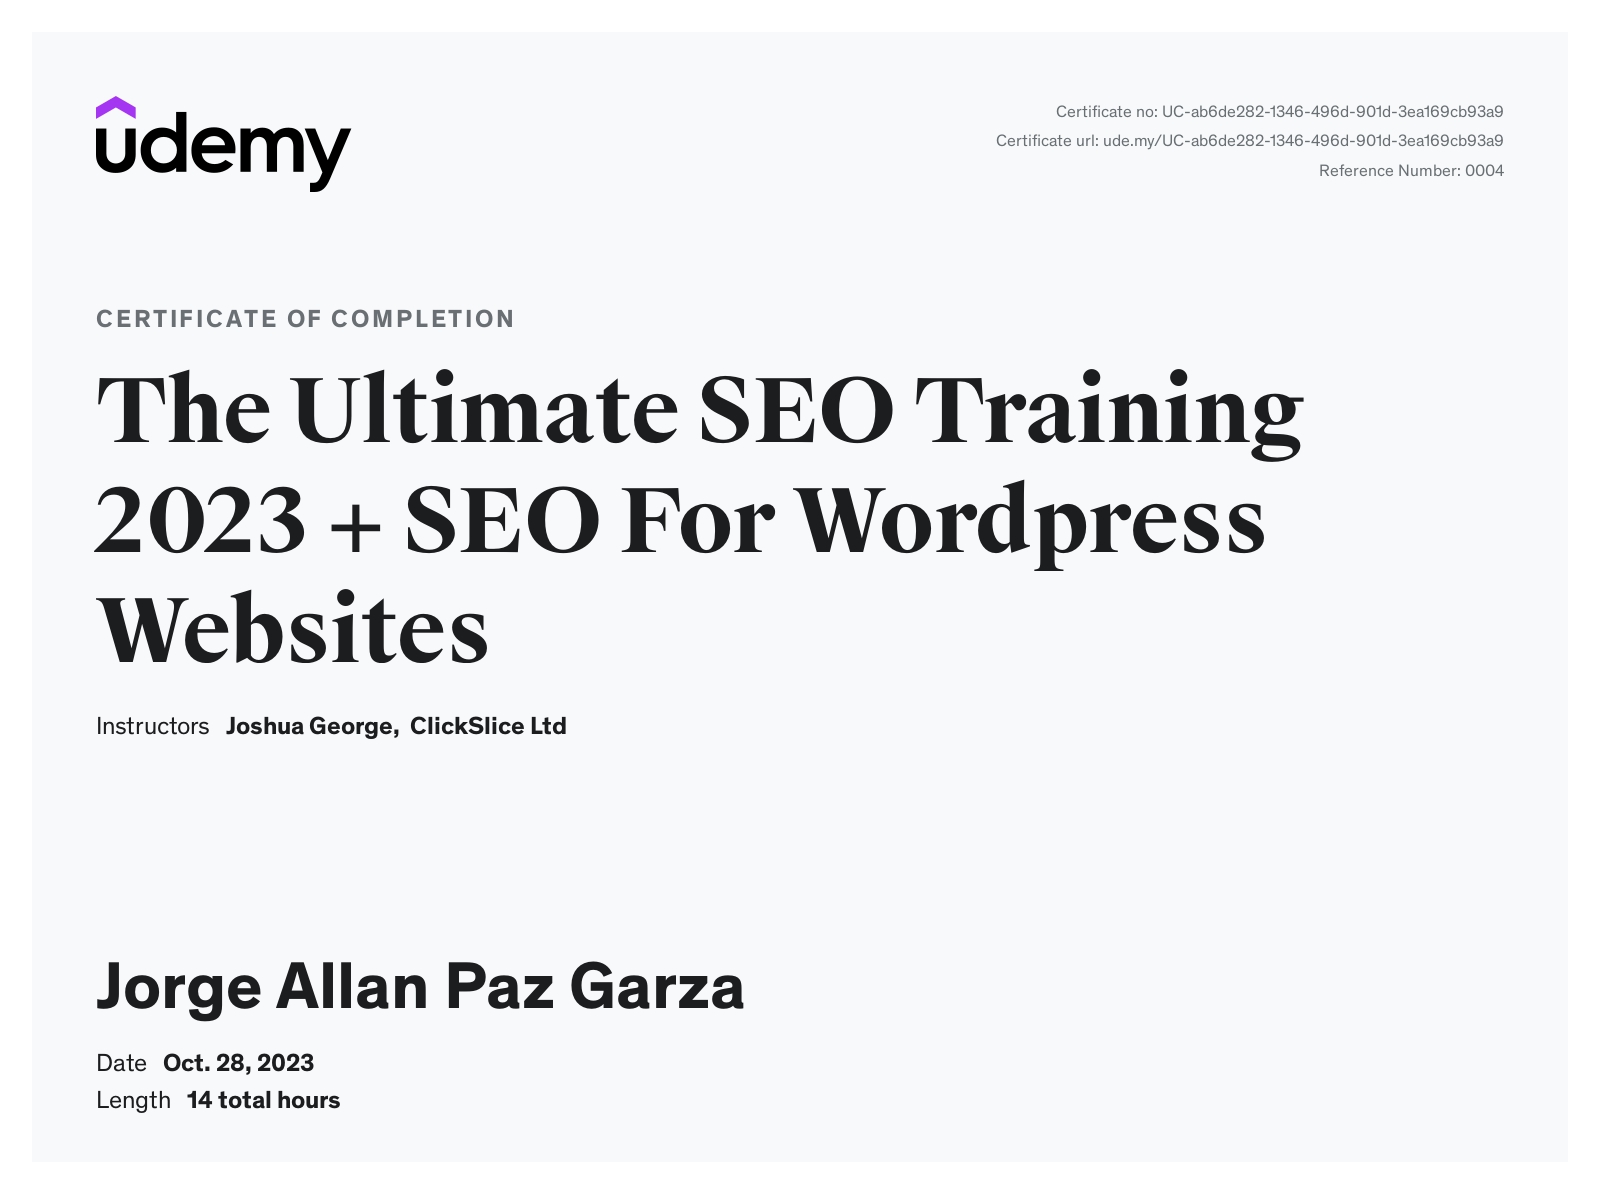 udemy
Certificate no: UC-ab6de282-1346-496d-901d-3ea169cb93a9
Certificate url: ude.my/UC-ab6de282-1346-496d-901d-3ea169cb93a9
Reference Number: 0004
CERTIFICATE OF COMPLETION
The Ultimate SEO Training
2023 + SEO For Wordpress
Websites
Instructors Joshua George, ClickSlice Ltd
Jorge Allan Paz Garza
Date Oct. 28, 2023
Length 14 total hours